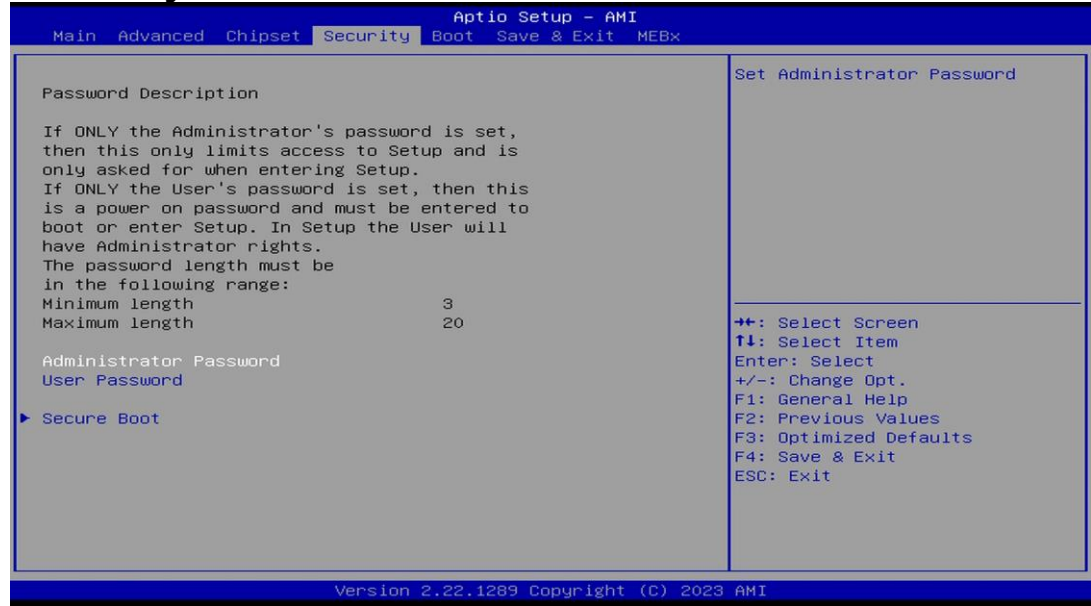 Aptio Setup – AMI
Main Advanced Chipset Security Boot Save & Exit MEBx
Password Description
If ONLY the Administrator's password is set,
then this only limits access to Setup and is
only asked for when entering Setup.
If ONLY the User's password is set, then this
is a power on password and must be entered to
boot or enter Setup. In Setup the User will
have Administrator rights.
The password length must be
in the following range:
Minimum length 3
Maximum length 20
Administrator Password
User Password
► Secure Boot
Set Administrator Password
→←: Select Screen
↑↓: Select Item
Enter: Select
+/-: Change Opt.
F1: General Help
F2: Previous Values
F3: Optimized Defaults
F4: Save & Exit
ESC: Exit
Version 2.22.1289 Copyright (C) 2023 AMI